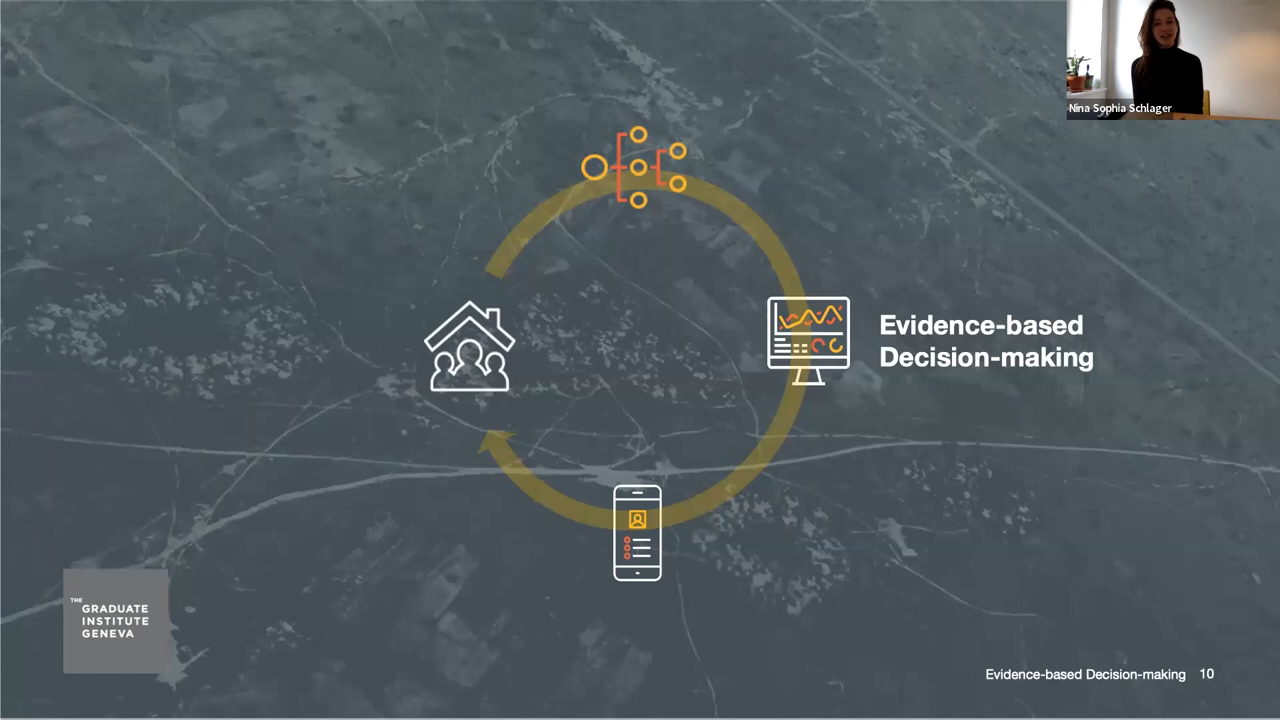 Nina Sophia Schlager
Evidence-based
Decision-making
THE
GRADUATE
INSTITUTE
GENEVA
Evidence-based Decision-making 10